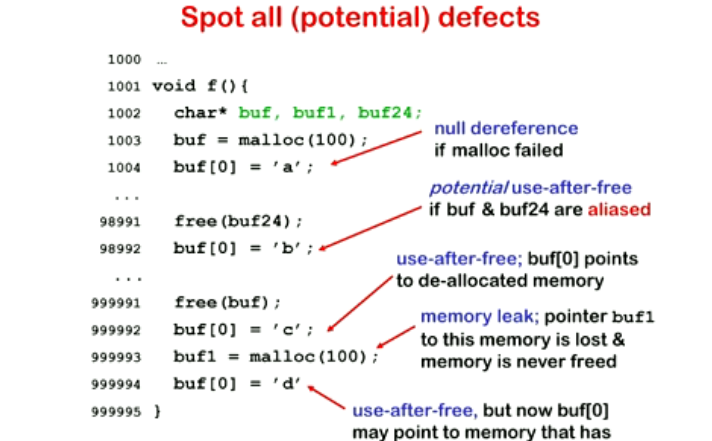 Spot all (potential) defects
1000 …
1001 void f(){
1002 char* buf, buf1, buf24;
1003 buf = malloc(100);
null dereference
if malloc failed
1004 buf[0] = 'a';
...
potential use-after-free
if buf & buf24 are aliased
98991 free(buf24);
98992 buf[0] = 'b';
...
use-after-free; buf[0] points
to de-allocated memory
999991 free(buf);
999992 buf[0] = 'c';
memory leak; pointer buf1
to this memory is lost &
memory is never freed
999993 buf1 = malloc(100);
999994 buf[0] = 'd'
999995 }
use-after-free, but now buf[0]
may point to memory that has